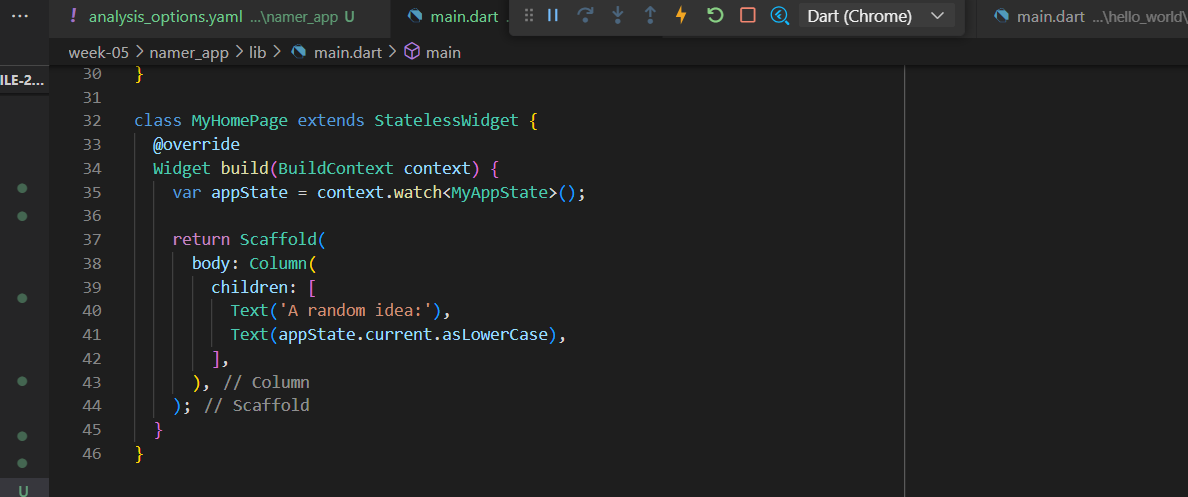 ... ! analysis_options.yaml ...\namer_app U main.dart Dart (Chrome) main.dart ...\hello_world\
week-05 > namer_app > lib > main.dart > main
ILE-2...
30 }
31
32 class MyHomePage extends StatelessWidget {
33 @override
34 Widget build(BuildContext context) {
35 var appState = context.watch<MyAppState>();
36
37 return Scaffold(
38 body: Column(
39 children: [
40 Text('A random idea:'),
41 Text(appState.current.asLowerCase),
42 ],
43 ), // Column
44 ); // Scaffold
45 }
46 }
U